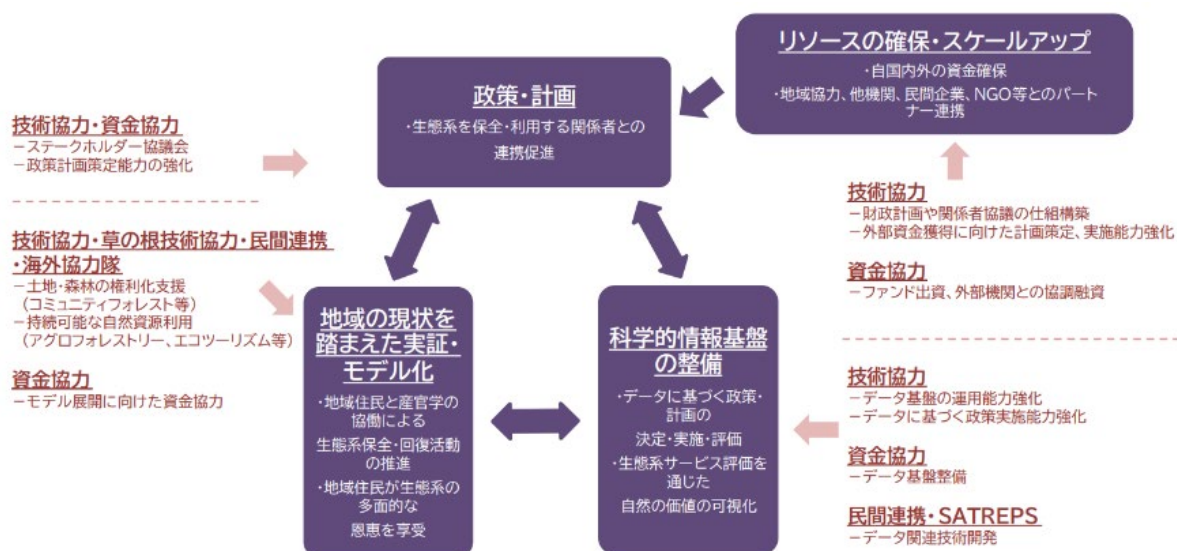 リソースの確保・スケールアップ
・自国内外の資金確保
・地域協力、他機関、民間企業、NGO等とのパート
ナー連携
政策・計画
・生態系を保全・利用する関係者との
連携促進
技術協力・資金協力
－ステークホルダー協議会
－政策計画策定能力の強化
技術協力・草の根技術協力・民間連携
・海外協力隊
－土地・森林の権利化支援
（コミュニティフォレスト等）
－持続可能な自然資源利用
（アグロフォレストリー、エコツーリズム等）
資金協力
－モデル展開に向けた資金協力
地域の現状を
踏まえた実証・
モデル化
・地域住民と産官学の
協働による
生態系保全・回復活動
の推進
・地域住民が生態系の
多面的な
恩恵を享受
科学的情報基盤
の整備
・データに基づく政策・
計画の
決定・実施・評価
・生態系サービス評価を
通じた
自然の価値の可視化
技術協力
－財政計画や関係者協議の仕組構築
－外部資金獲得に向けた計画策定、実施能力強化
資金協力
－ファンド出資、外部機関との協調融資
技術協力
－データ基盤の運用能力強化
－データに基づく政策実施能力強化
資金協力
－データ基盤整備
民間連携・SATREPS
－データ関連技術開発